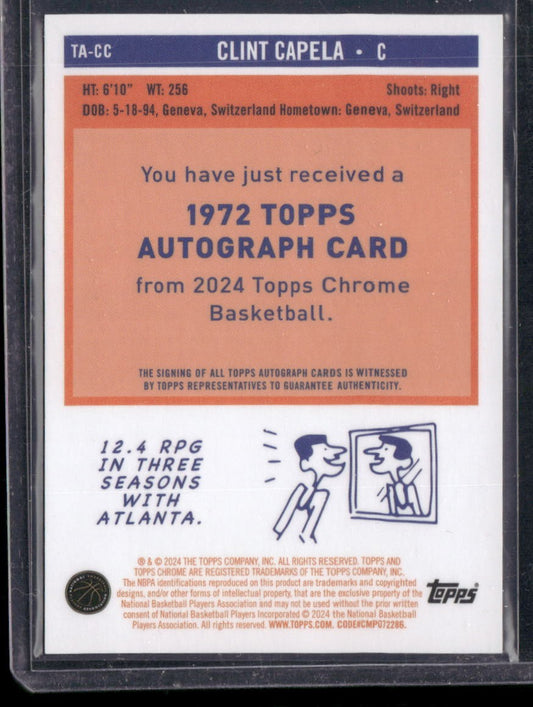 TA-CC CLINT CAPELA • C
HT: 6'10" WT: 256 Shoots: Right
DOB: 5-18-94, Geneva, Switzerland Hometown: Geneva, Switzerland
You have just received a
1972 TOPPS
AUTOGRAPH CARD
from 2024 Topps Chrome
Basketball.
THE SIGNING OF ALL TOPPS AUTOGRAPH CARDS IS WITNESSED
BY TOPPS REPRESENTATIVES TO GUARANTEE AUTHENTICITY.
12.4 RPG
IN THREE
SEASONS
WITH
ATLANTA.
® & © 2024 THE TOPPS COMPANY, INC. ALL RIGHTS RESERVED. TOPPS AND
TOPPS CHROME ARE REGISTERED TRADEMARKS OF THE TOPPS COMPANY, INC.
The NBPA identifications reproduced on this product are trademarks and copyrighted
designs, and/or other forms of intellectual property, that are the exclusive property of the
National Basketball Players Association and may not be used without the prior written
consent of National Basketball Players Incorporated © 2024 the National Basketball
Players Association. All rights reserved. WWW.TOPPS.COM. CODE#CMP072286.
Topps